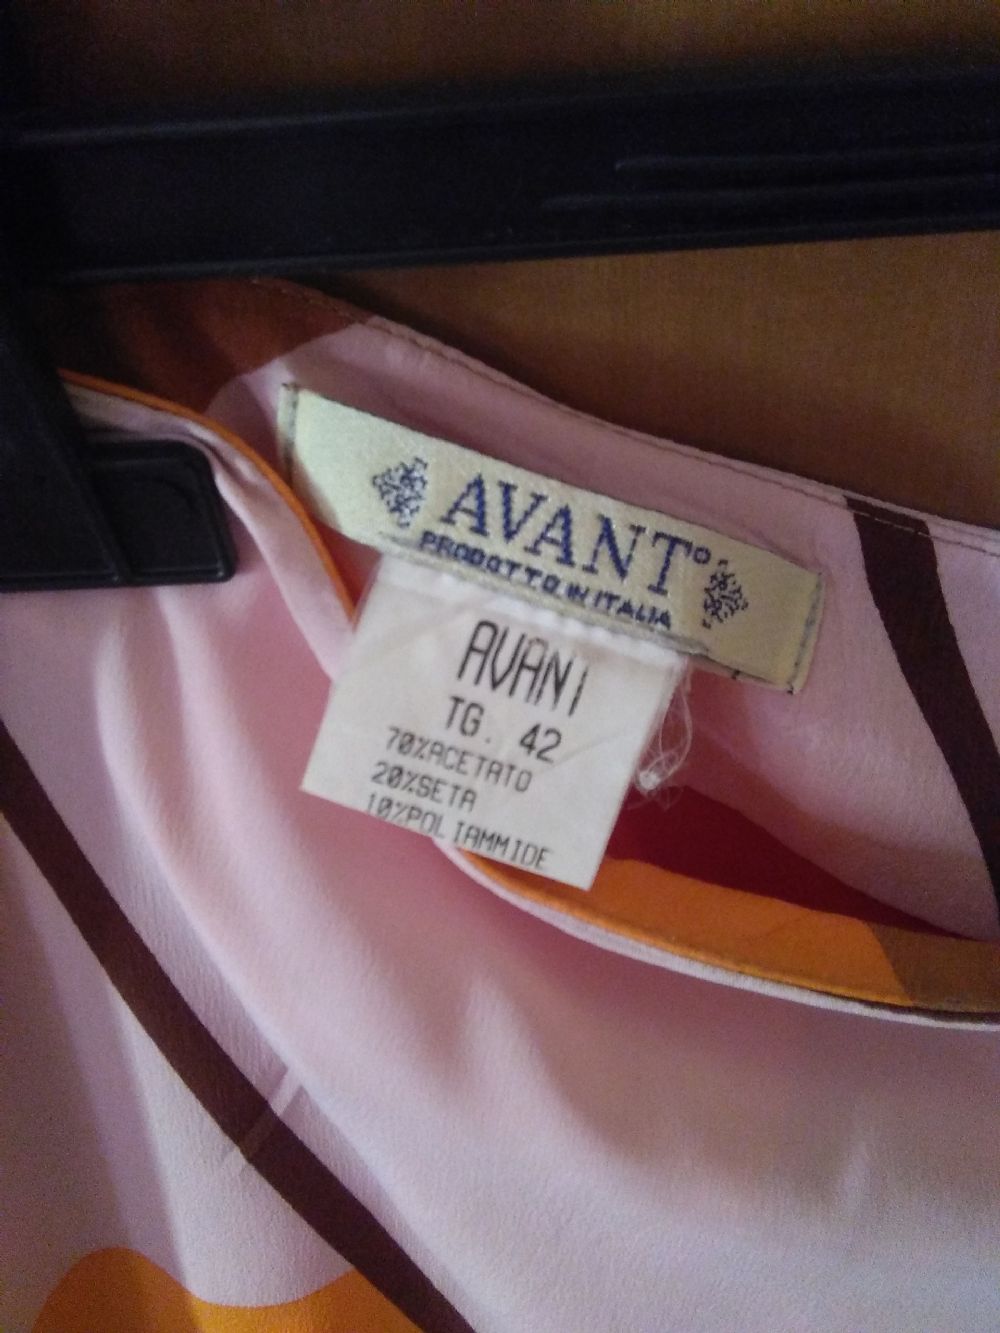 AVANT°
PRODOTTO IN ITALIA
AVANT
TG. 42
70%ACETATO
20%SETA
10%POLIAMMIDE